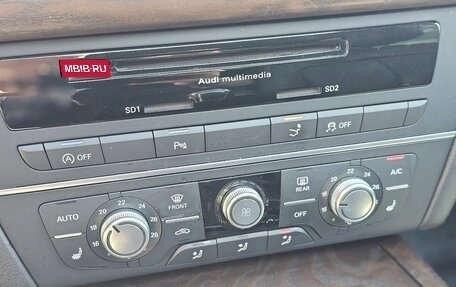 MBIB·RU
Audi multimedia
SD1
SD2
A OFF
P
OFF
AUTO
18 20 22 24 26 28 16
FRONT
REAR
OFF
18 20 22 24 26 28 16
A/C